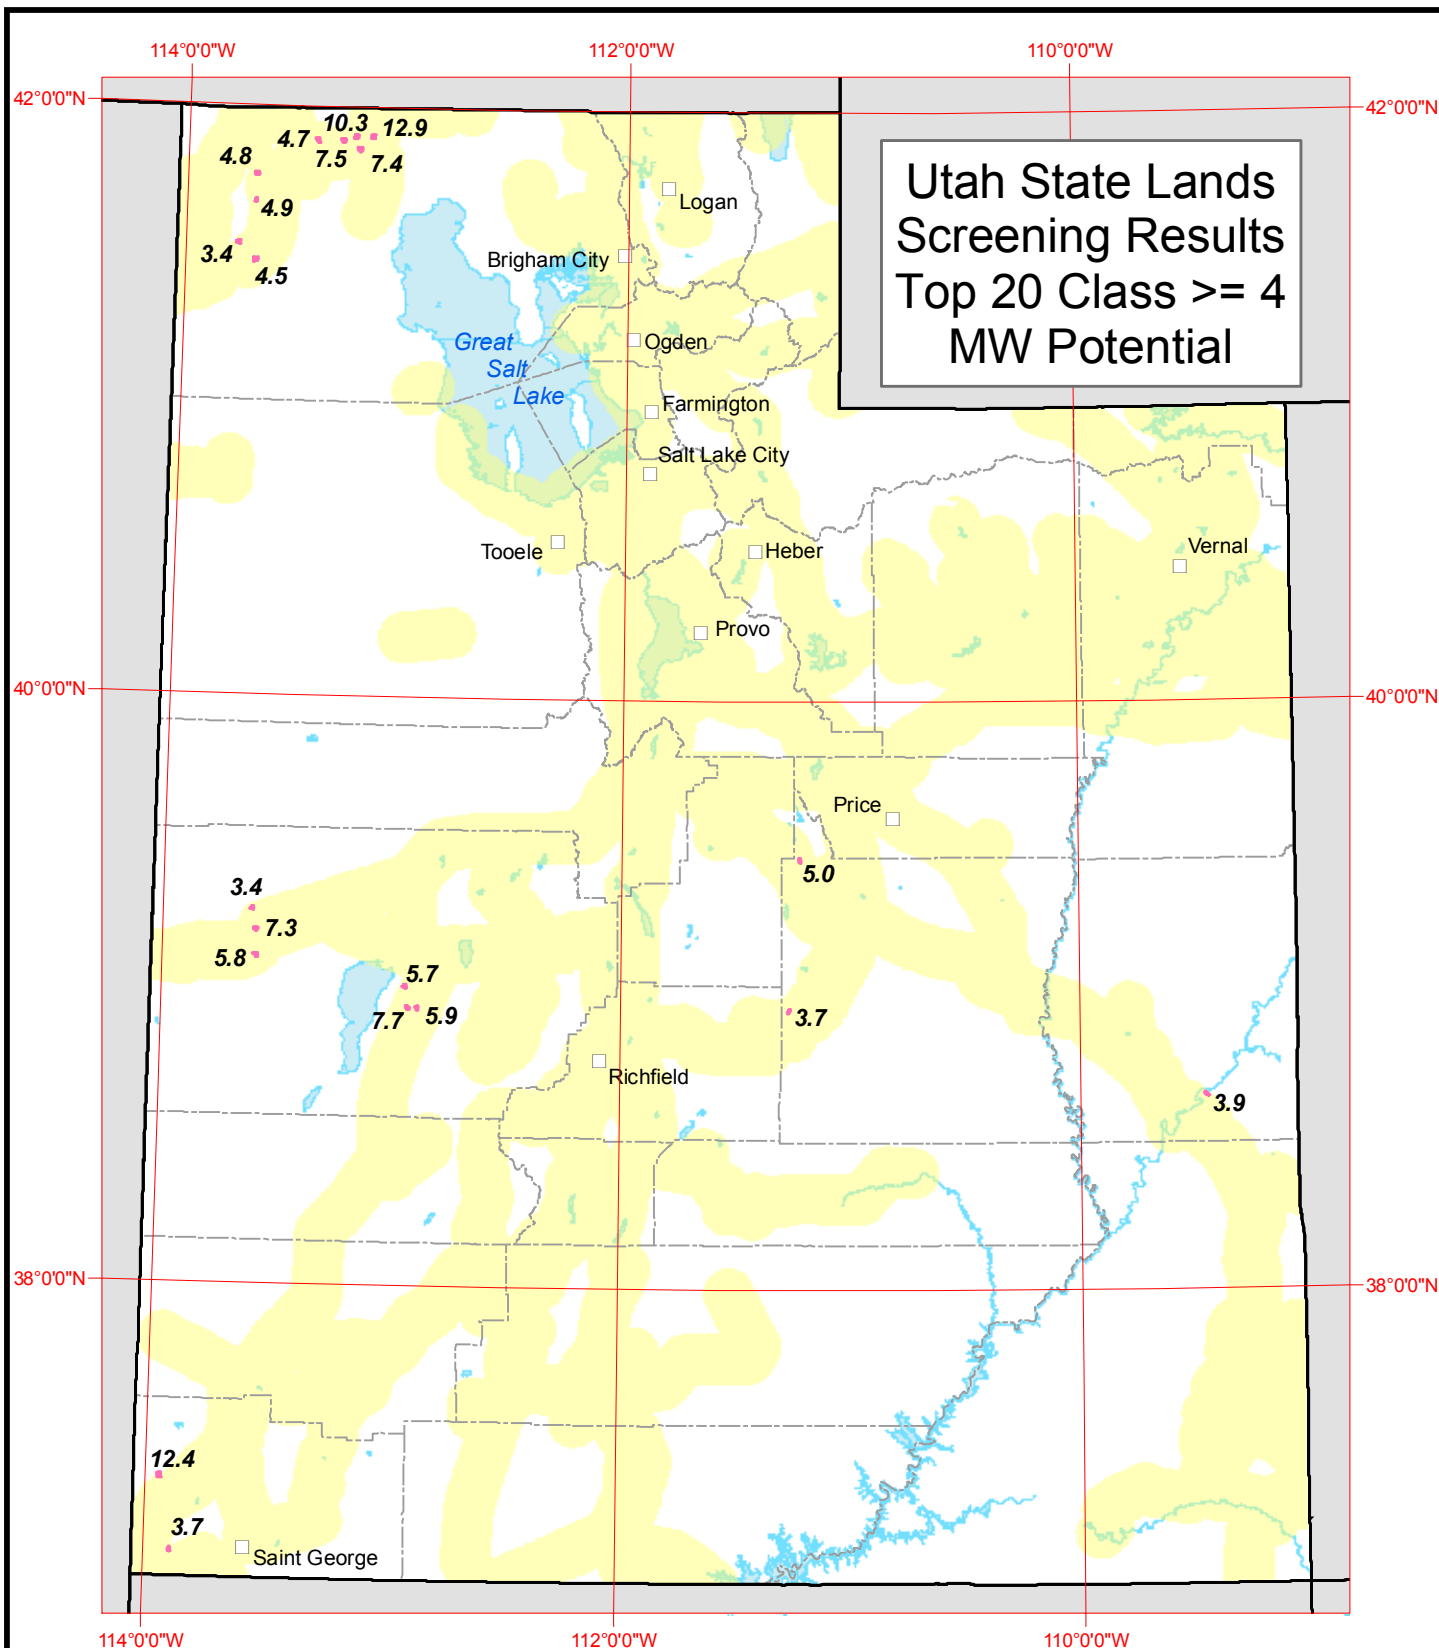 114°0'0"W
112°0'0"W
110°0'0"W
42°0'0"N
42°0'0"N
Utah State Lands
Screening Results
Top 20 Class >= 4
MW Potential
10.3
12.9
4.7
7.5
7.4
4.8
4.9
3.4
4.5
Logan
Brigham City
Great
Salt
Lake
Ogden
Farmington
Salt Lake City
Tooele
Heber
Vernal
Provo
40°0'0"N
40°0'0"N
Price
5.0
3.4
7.3
5.8
5.7
7.7
5.9
3.7
Richfield
3.9
38°0'0"N
38°0'0"N
12.4
3.7
Saint George
114°0'0"W
112°0'0"W
110°0'0"W